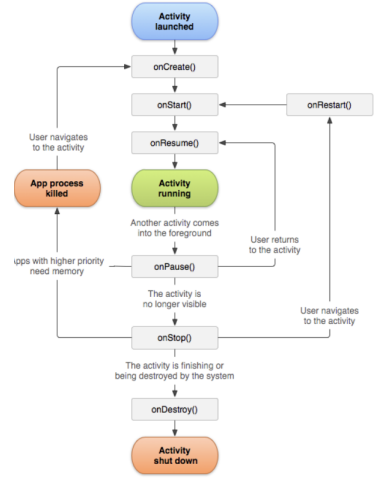 Activity
launched
onCreate()
onStart()
onRestart()
User navigates
to the activity
onResume()
App process
killed
Activity
running
Another activity comes
into the foreground
User returns
to the activity
Apps with higher priority
need memory
onPause()
The activity is
no longer visible
User navigates
to the activity
onStop()
The activity is finishing or
being destroyed by the system
onDestroy()
Activity
shut down